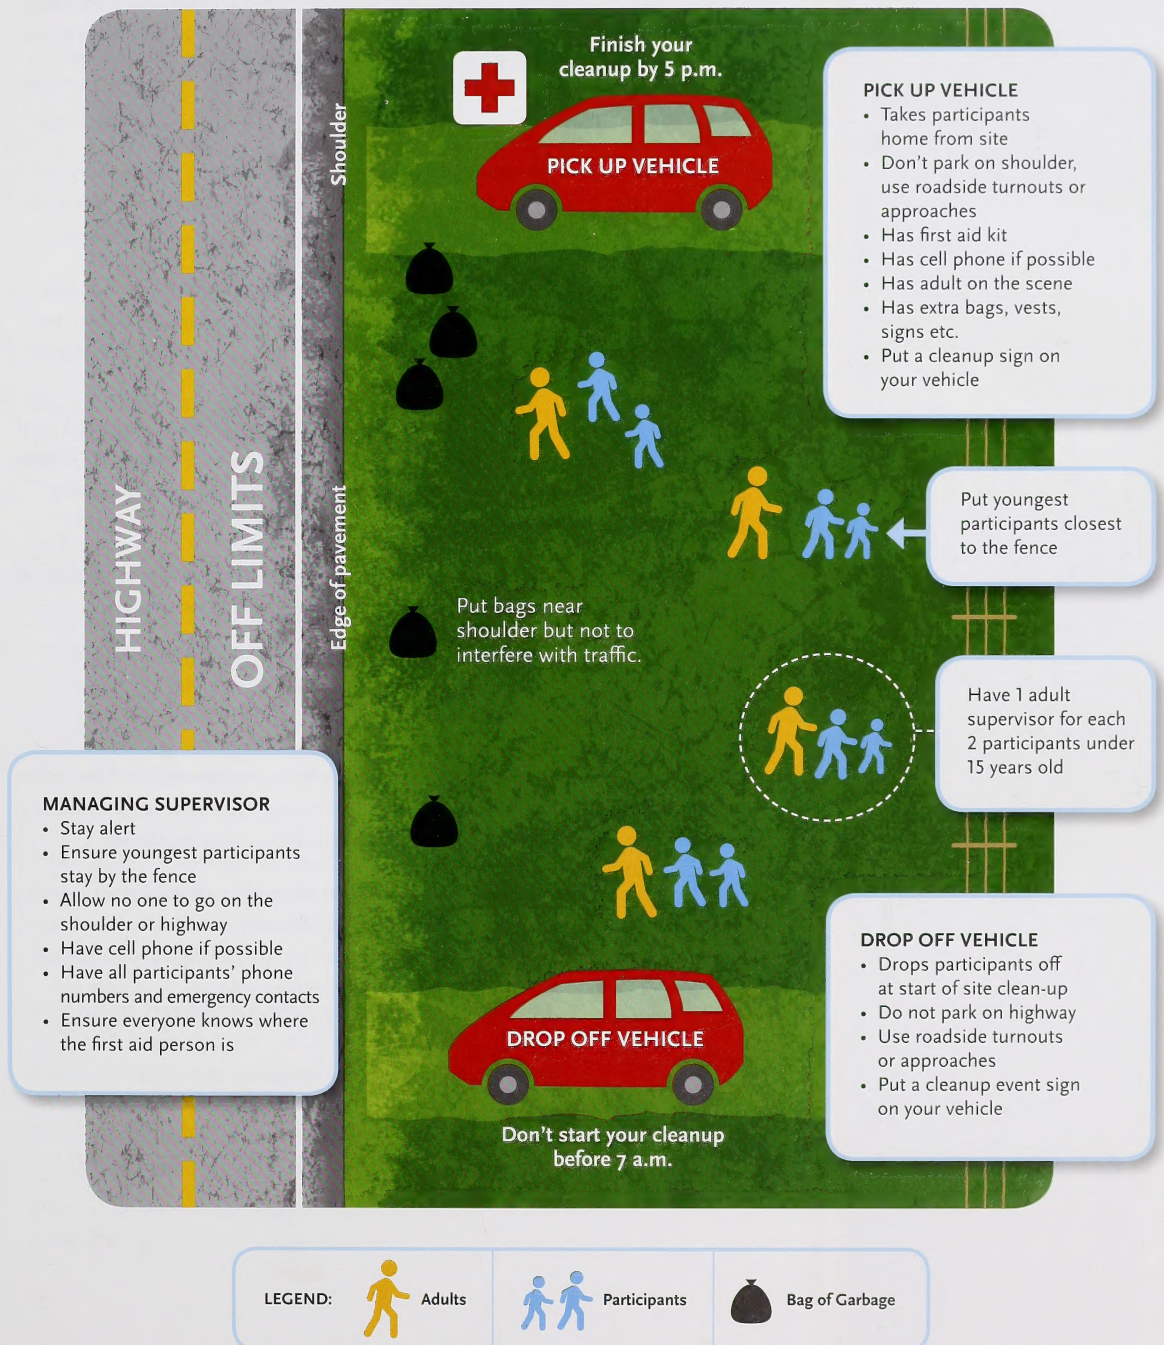 Finish your
cleanup by 5 p.m.
PICK UP VEHICLE
Shoulder
PICK UP VEHICLE
• Takes participants
home from site
• Don't park on shoulder,
use roadside turnouts or
approaches
• Has first aid kit
• Has cell phone if possible
• Has adult on the scene
• Has extra bags, vests,
signs etc.
• Put a cleanup sign on
your vehicle
HIGHWAY
OFF LIMITS
Edge of pavement
Put youngest
participants closest
to the fence
Put bags near
shoulder but not to
interfere with traffic.
Have 1 adult
supervisor for each
2 participants under
15 years old
MANAGING SUPERVISOR
• Stay alert
• Ensure youngest participants
stay by the fence
• Allow no one to go on the
shoulder or highway
• Have cell phone if possible
• Have all participants' phone
numbers and emergency contacts
• Ensure everyone knows where
the first aid person is
DROP OFF VEHICLE
DROP OFF VEHICLE
• Drops participants off
at start of site clean-up
• Do not park on highway
• Use roadside turnouts
or approaches
• Put a cleanup event sign
on your vehicle
Don't start your cleanup
before 7 a.m.
LEGEND:
Adults
Participants
Bag of Garbage